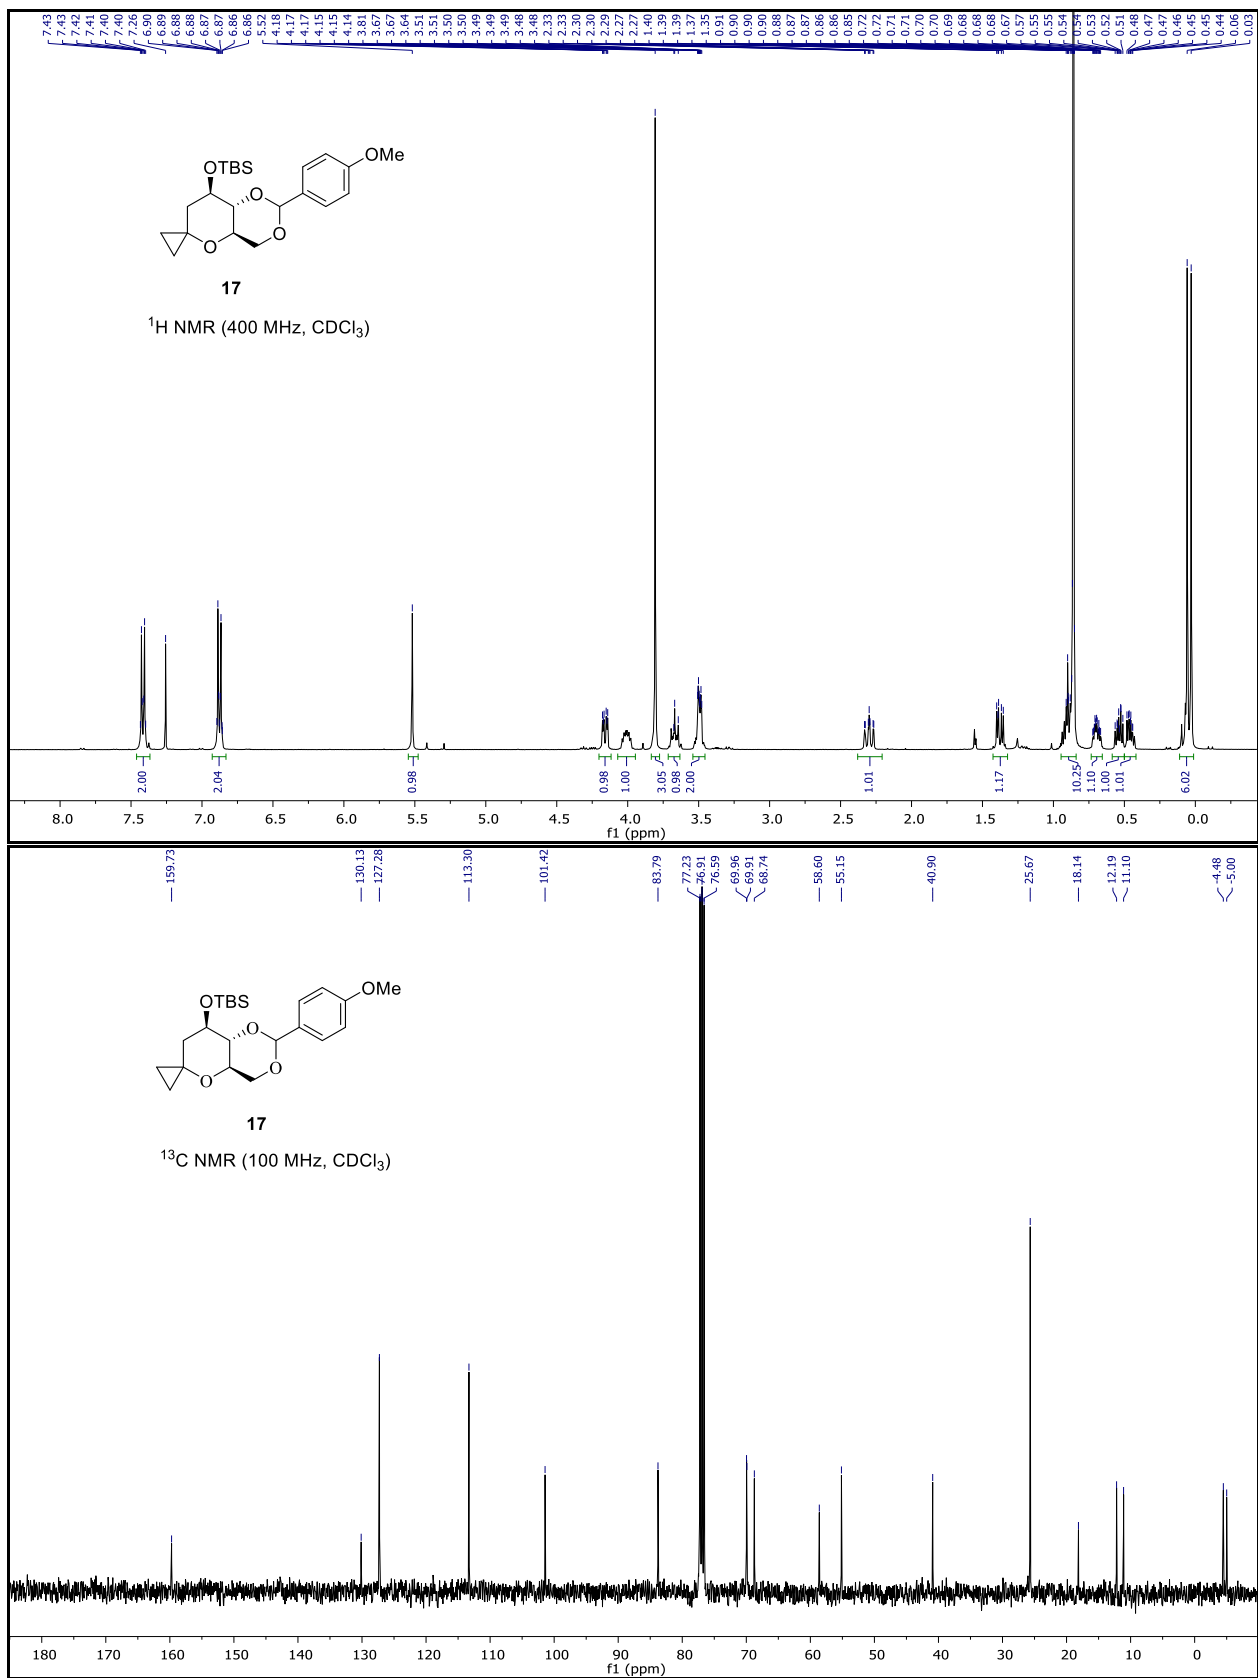 7.43 7.43 7.42 7.41 7.40 7.40 7.26 6.90 6.89 6.88 6.88 6.87 6.87 6.86 6.86 5.52 4.18 4.17 4.17 4.15 4.15 4.14 3.81 3.67 3.67 3.64 3.51 3.51 3.50 3.50 3.49 3.49 3.49 3.48 3.48 2.33 2.33 2.30 2.30 2.29 2.27 2.27 1.40 1.39 1.39 1.37 1.35 0.91 0.90 0.90 0.90 0.88 0.87 0.87 0.86 0.86 0.85 0.72 0.72 0.71 0.71 0.70 0.70 0.69 0.68 0.68 0.68 0.67 0.57 0.55 0.55 0.54 0.54 0.53 0.52 0.51 0.48 0.47 0.47 0.46 0.45 0.45 0.44 0.06 0.03
OMe
OTBS
O
O
O
17
¹H NMR (400 MHz, CDCl₃)
2.00 2.04 0.98 0.98 1.00 3.05 0.98 2.00 1.01 1.17 10.25 1.10 1.00 1.01 6.02
8.0 7.5 7.0 6.5 6.0 5.5 5.0 4.5 4.0 3.5 3.0 2.5 2.0 1.5 1.0 0.5 0.0
f1 (ppm)
159.73 130.13 127.28 113.30 101.42 83.79 77.23 76.91 76.59 69.96 69.91 68.74 58.60 55.15 40.90 25.67 18.14 12.19 11.10 -4.48 -5.00
OMe
OTBS
O
O
O
17
¹³C NMR (100 MHz, CDCl₃)
180 170 160 150 140 130 120 110 100 90 80 70 60 50 40 30 20 10 0
f1 (ppm)